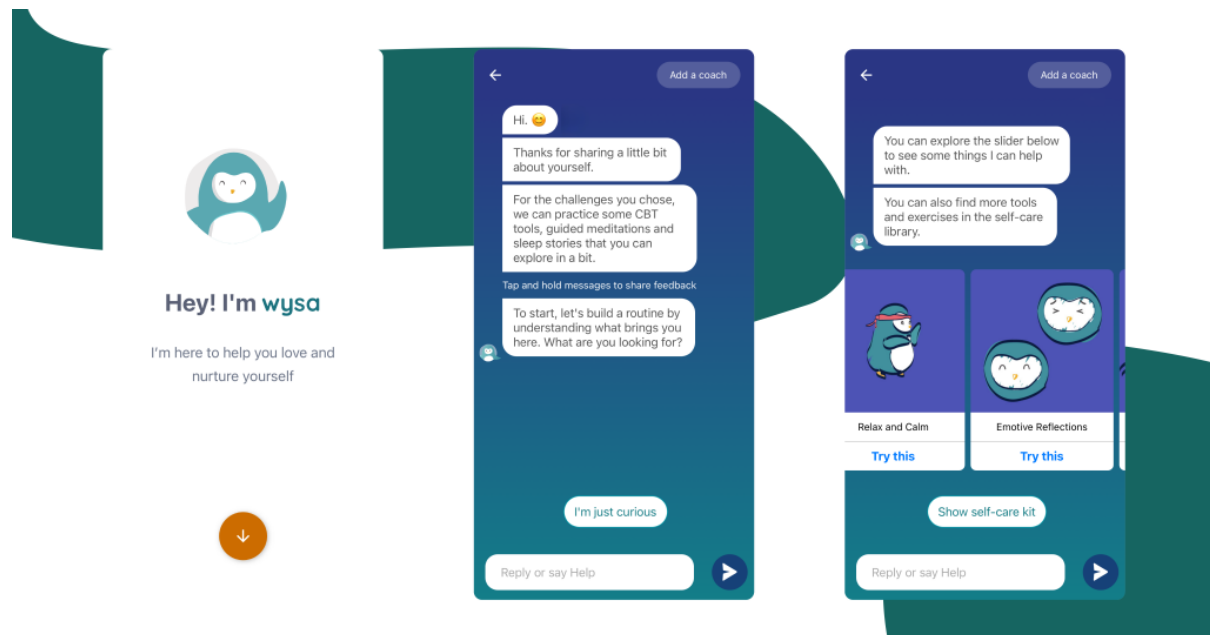 Hey! I'm wysa
I'm here to help you love and
nurture yourself
Add a coach
Hi. 😊
Thanks for sharing a little bit
about yourself.
For the challenges you chose,
we can practice some CBT
tools, guided meditations and
sleep stories that you can
explore in a bit.
Tap and hold messages to share feedback
To start, let's build a routine by
understanding what brings you
here. What are you looking for?
I'm just curious
Reply or say Help
Add a coach
You can explore the slider below
to see some things I can help
with.
You can also find more tools
and exercises in the self-care
library.
Relax and Calm
Try this
Emotive Reflections
Try this
Show self-care kit
Reply or say Help